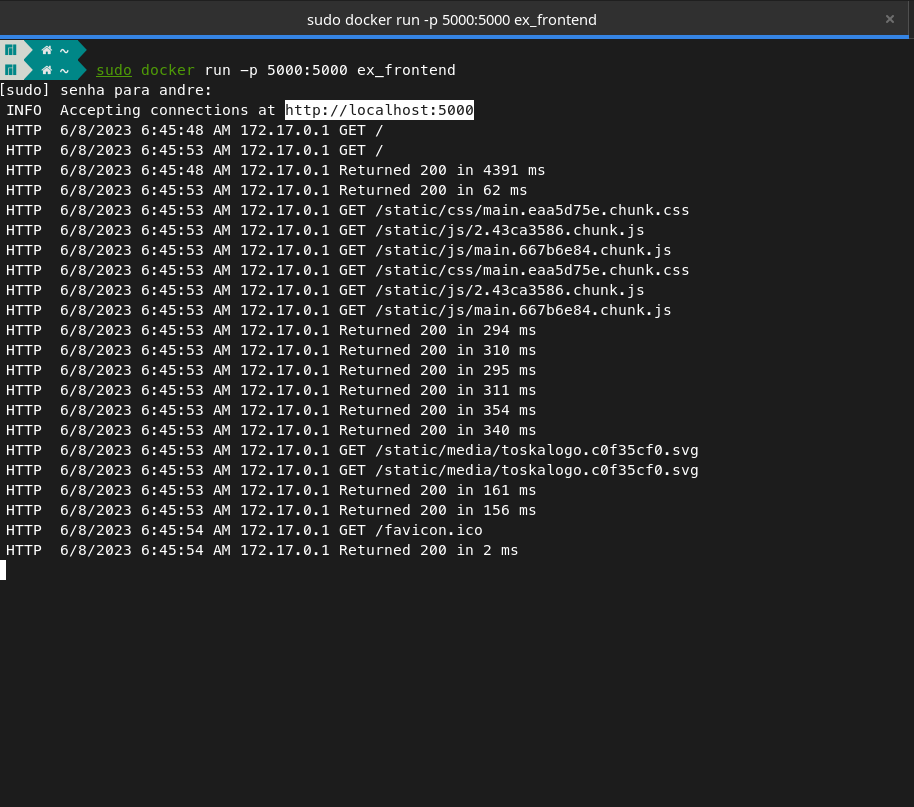 sudo docker run -p 5000:5000 ex_frontend
~
~ sudo docker run -p 5000:5000 ex_frontend
[sudo] senha para andre:
INFO  Accepting connections at http://localhost:5000
HTTP  6/8/2023 6:45:48 AM 172.17.0.1 GET /
HTTP  6/8/2023 6:45:53 AM 172.17.0.1 GET /
HTTP  6/8/2023 6:45:48 AM 172.17.0.1 Returned 200 in 4391 ms
HTTP  6/8/2023 6:45:53 AM 172.17.0.1 Returned 200 in 62 ms
HTTP  6/8/2023 6:45:53 AM 172.17.0.1 GET /static/css/main.eaa5d75e.chunk.css
HTTP  6/8/2023 6:45:53 AM 172.17.0.1 GET /static/js/2.43ca3586.chunk.js
HTTP  6/8/2023 6:45:53 AM 172.17.0.1 GET /static/js/main.667b6e84.chunk.js
HTTP  6/8/2023 6:45:53 AM 172.17.0.1 GET /static/css/main.eaa5d75e.chunk.css
HTTP  6/8/2023 6:45:53 AM 172.17.0.1 GET /static/js/2.43ca3586.chunk.js
HTTP  6/8/2023 6:45:53 AM 172.17.0.1 GET /static/js/main.667b6e84.chunk.js
HTTP  6/8/2023 6:45:53 AM 172.17.0.1 Returned 200 in 294 ms
HTTP  6/8/2023 6:45:53 AM 172.17.0.1 Returned 200 in 310 ms
HTTP  6/8/2023 6:45:53 AM 172.17.0.1 Returned 200 in 295 ms
HTTP  6/8/2023 6:45:53 AM 172.17.0.1 Returned 200 in 311 ms
HTTP  6/8/2023 6:45:53 AM 172.17.0.1 Returned 200 in 354 ms
HTTP  6/8/2023 6:45:53 AM 172.17.0.1 Returned 200 in 340 ms
HTTP  6/8/2023 6:45:53 AM 172.17.0.1 GET /static/media/toskalogo.c0f35cf0.svg
HTTP  6/8/2023 6:45:53 AM 172.17.0.1 GET /static/media/toskalogo.c0f35cf0.svg
HTTP  6/8/2023 6:45:53 AM 172.17.0.1 Returned 200 in 161 ms
HTTP  6/8/2023 6:45:53 AM 172.17.0.1 Returned 200 in 156 ms
HTTP  6/8/2023 6:45:54 AM 172.17.0.1 GET /favicon.ico
HTTP  6/8/2023 6:45:54 AM 172.17.0.1 Returned 200 in 2 ms